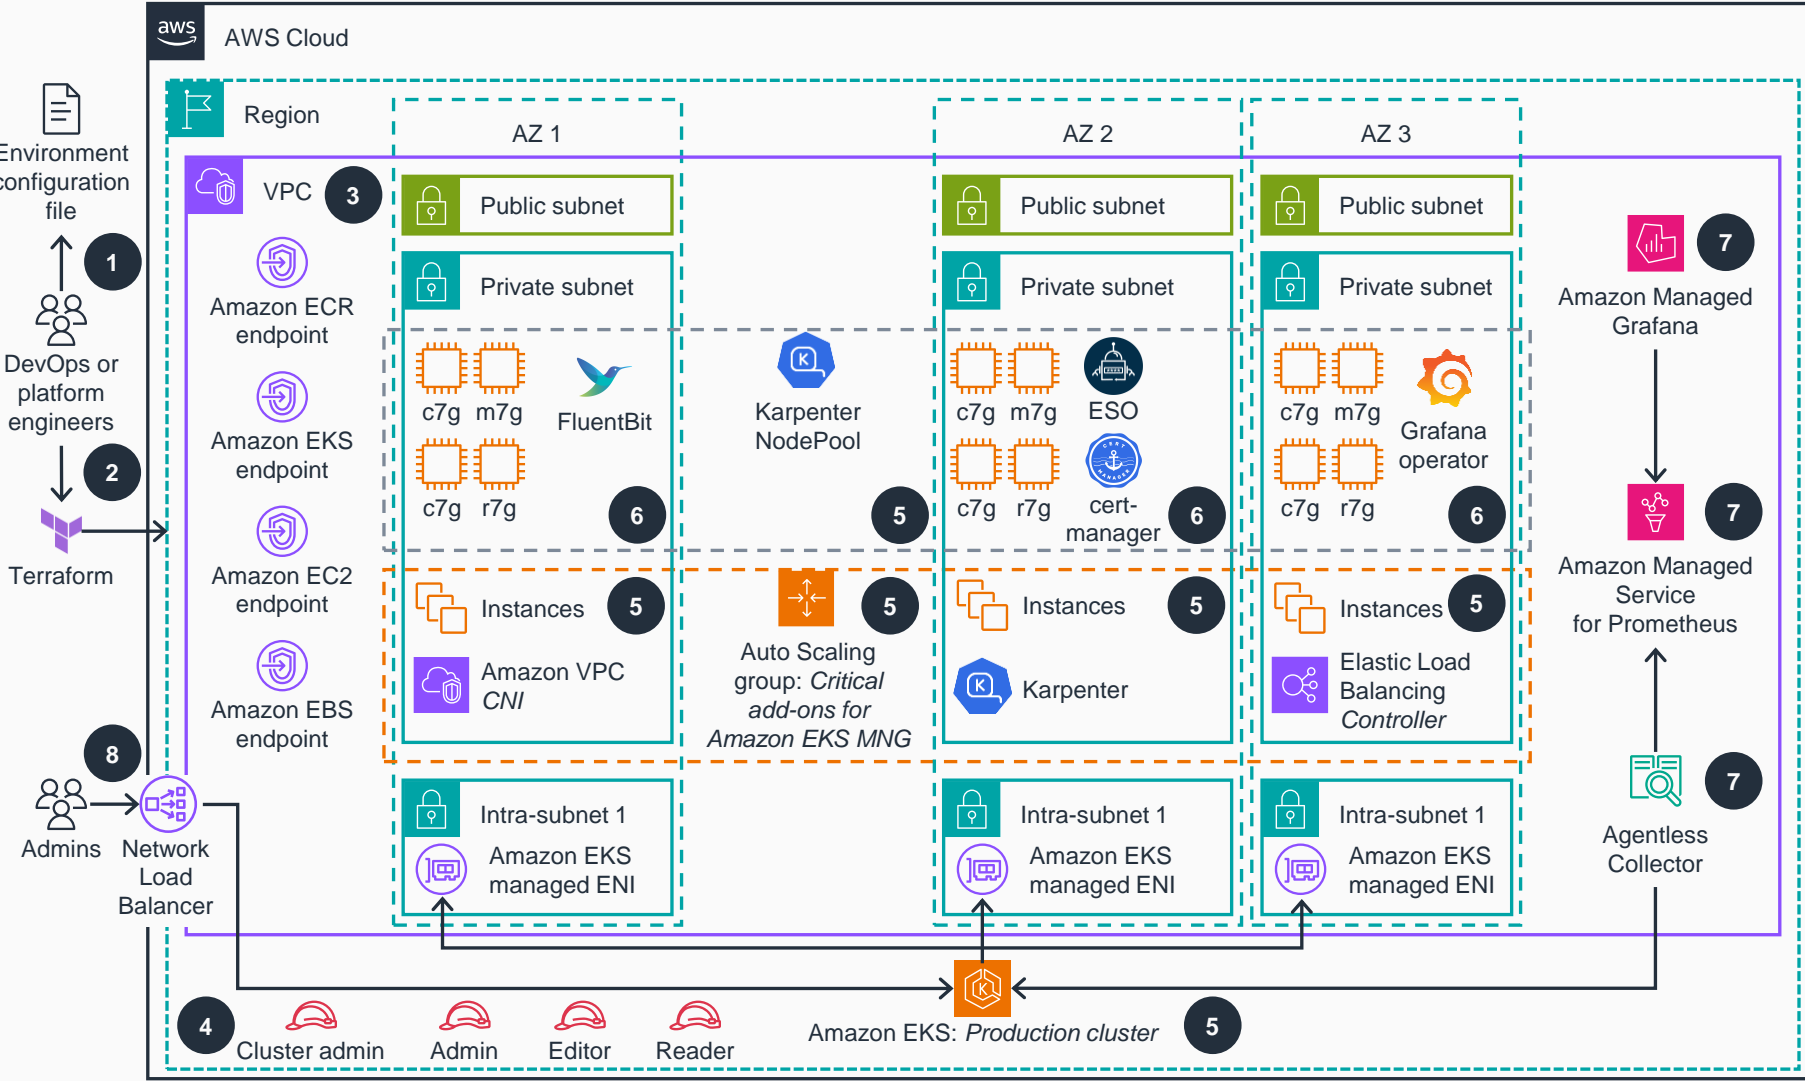 aws
AWS Cloud
Region
AZ 1
AZ 2
AZ 3
Environment
configuration
file
1
DevOps or
platform
engineers
2
Terraform
VPC
3
Amazon ECR
endpoint
Amazon EKS
endpoint
Amazon EC2
endpoint
Amazon EBS
endpoint
Public subnet
Private subnet
c7g
m7g
FluentBit
c7g
r7g
6
Instances
5
Amazon VPC
CNI
Intra-subnet 1
Amazon EKS
managed ENI
K
Karpenter
NodePool
5
5
Auto Scaling
group: Critical
add-ons for
Amazon EKS MNG
Public subnet
Private subnet
c7g
m7g
ESO
c7g
r7g
CERT
MANAGER
cert-
manager
6
Instances
5
K
Karpenter
Intra-subnet 1
Amazon EKS
managed ENI
Public subnet
Private subnet
c7g
m7g
Grafana
operator
c7g
r7g
6
Instances
5
Elastic Load
Balancing
Controller
Intra-subnet 1
Amazon EKS
managed ENI
7
Amazon Managed
Grafana
7
Amazon Managed
Service
for Prometheus
7
Agentless
Collector
8
Admins
Network
Load
Balancer
4
Cluster admin
Admin
Editor
Reader
K
Amazon EKS: Production cluster
5